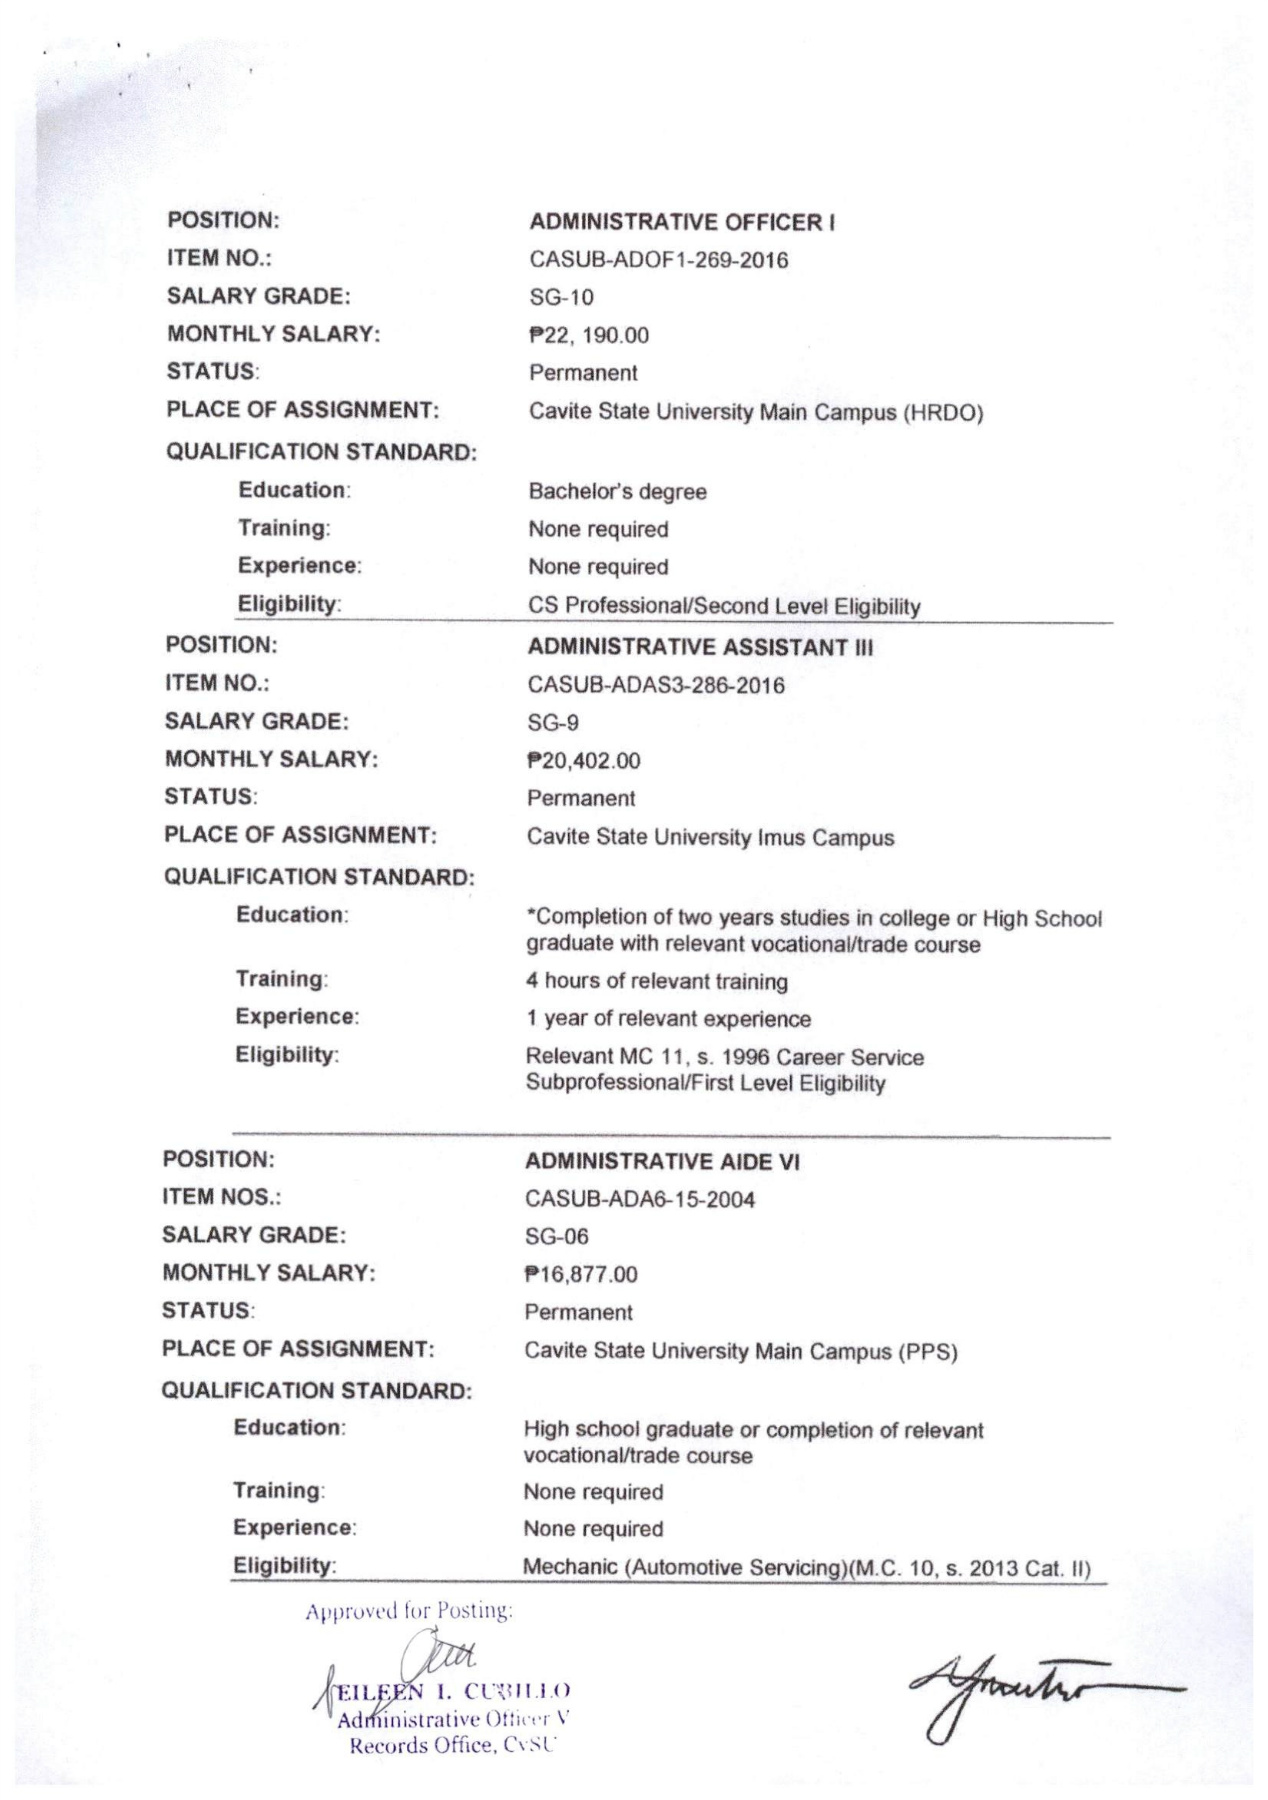 POSITION: ADMINISTRATIVE OFFICER I
ITEM NO.: CASUB-ADOF1-269-2016
SALARY GRADE: SG-10
MONTHLY SALARY: ₱22, 190.00
STATUS: Permanent
PLACE OF ASSIGNMENT: Cavite State University Main Campus (HRDO)
QUALIFICATION STANDARD:
Education: Bachelor's degree
Training: None required
Experience: None required
Eligibility: CS Professional/Second Level Eligibility
POSITION: ADMINISTRATIVE ASSISTANT III
ITEM NO.: CASUB-ADAS3-286-2016
SALARY GRADE: SG-9
MONTHLY SALARY: ₱20,402.00
STATUS: Permanent
PLACE OF ASSIGNMENT: Cavite State University Imus Campus
QUALIFICATION STANDARD:
Education: *Completion of two years studies in college or High School
graduate with relevant vocational/trade course
Training: 4 hours of relevant training
Experience: 1 year of relevant experience
Eligibility: Relevant MC 11, s. 1996 Career Service
Subprofessional/First Level Eligibility
POSITION: ADMINISTRATIVE AIDE VI
ITEM NOS.: CASUB-ADA6-15-2004
SALARY GRADE: SG-06
MONTHLY SALARY: ₱16,877.00
STATUS: Permanent
PLACE OF ASSIGNMENT: Cavite State University Main Campus (PPS)
QUALIFICATION STANDARD:
Education: High school graduate or completion of relevant
vocational/trade course
Training: None required
Experience: None required
Eligibility: Mechanic (Automotive Servicing)(M.C. 10, s. 2013 Cat. II)
Approved for Posting:
EILEEN I. CUBILLO
Administrative Officer V
Records Office, CvSU